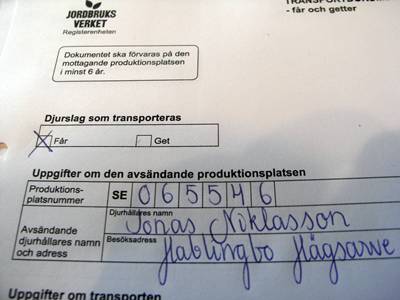 JORDBRUKS
VERKET
Registerenheten
- får och getter
Dokumentet ska förvaras på den
mottagande produktionsplatsen
i minst 6 år.
Djurslag som transporteras
Får
Get
Uppgifter om den avsändande produktionsplatsen
Produktions-
platsnummer
SE 065546
Avsändande
djurhållares namn
och adress
Djurhållares namn
Jonas Niklasson
Besöksadress
Hablingbo Hägsarve
Uppgifter om transporten